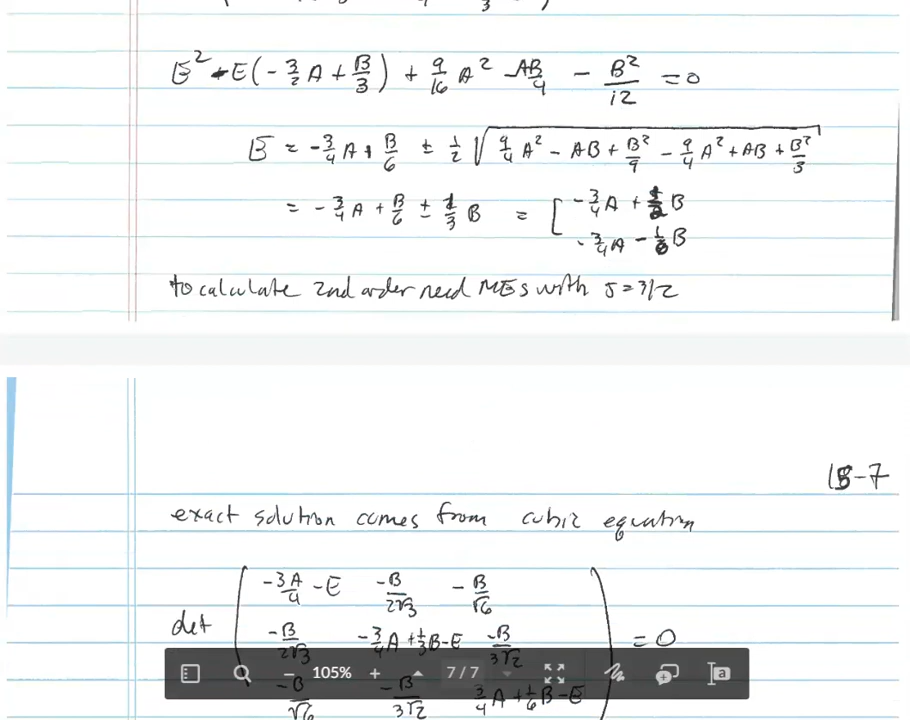 E² + E(-3/2 A + B/3) + 9/16 A² - AB/4 - B²/12 = 0
E = -3/4 A + B/6 ± 1/2 √(9/4 A² - AB + B²/9 - 9/4 A² + AB + B²/3)
= -3/4 A + B/6 ± 1/3 B = [ -3/4 A + 1/2 B
-3/4 A - 1/6 B
to calculate 2nd order need MEs with J=3/2
-7
exact solution comes from cubic equation
-3A/4 - E -B/2√3 -B/√6
det -B/2√3 -3/4 A + 1/3 B - E -B/3√2 = 0
105% 7 / 7
-B/√6 -B/3√2 3/4 A + 1/6 B - E